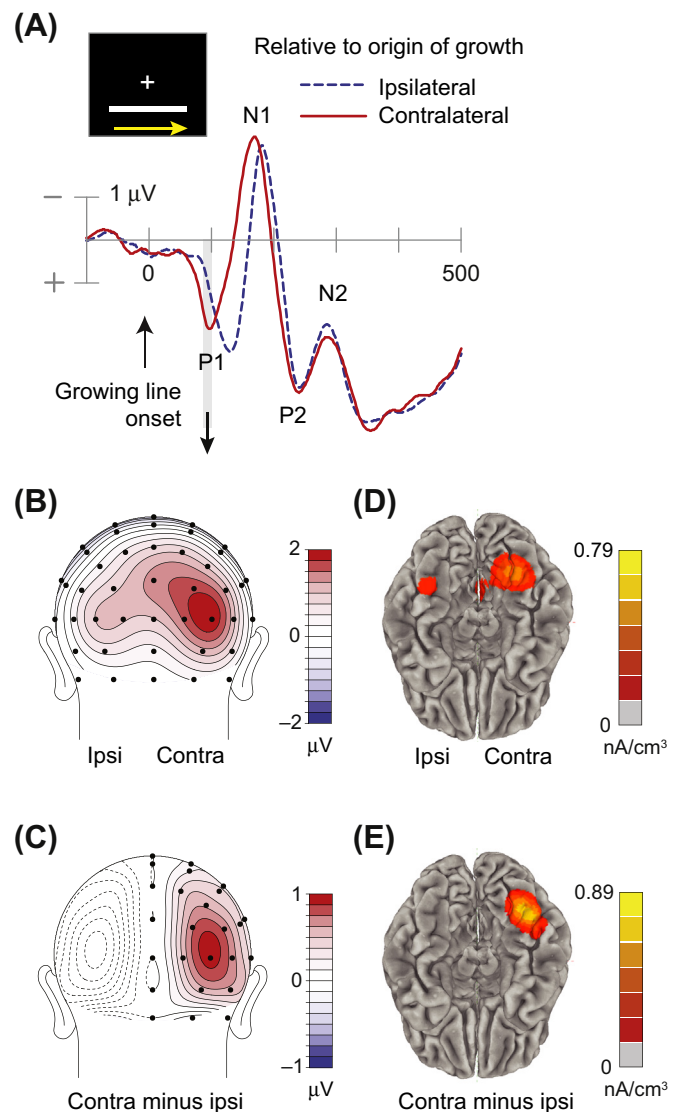 (A)
Relative to origin of growth
+
Ipsilateral
Contralateral
N1
− 1 μV
+
0
500
N2
P1
Growing line
onset
P2
(B)
(D)
2
0
−2
μV
Ipsi Contra
0.79
0
nA/cm³
Ipsi Contra
(C)
(E)
1
0
−1
μV
Contra minus ipsi
0.89
0
nA/cm³
Contra minus ipsi